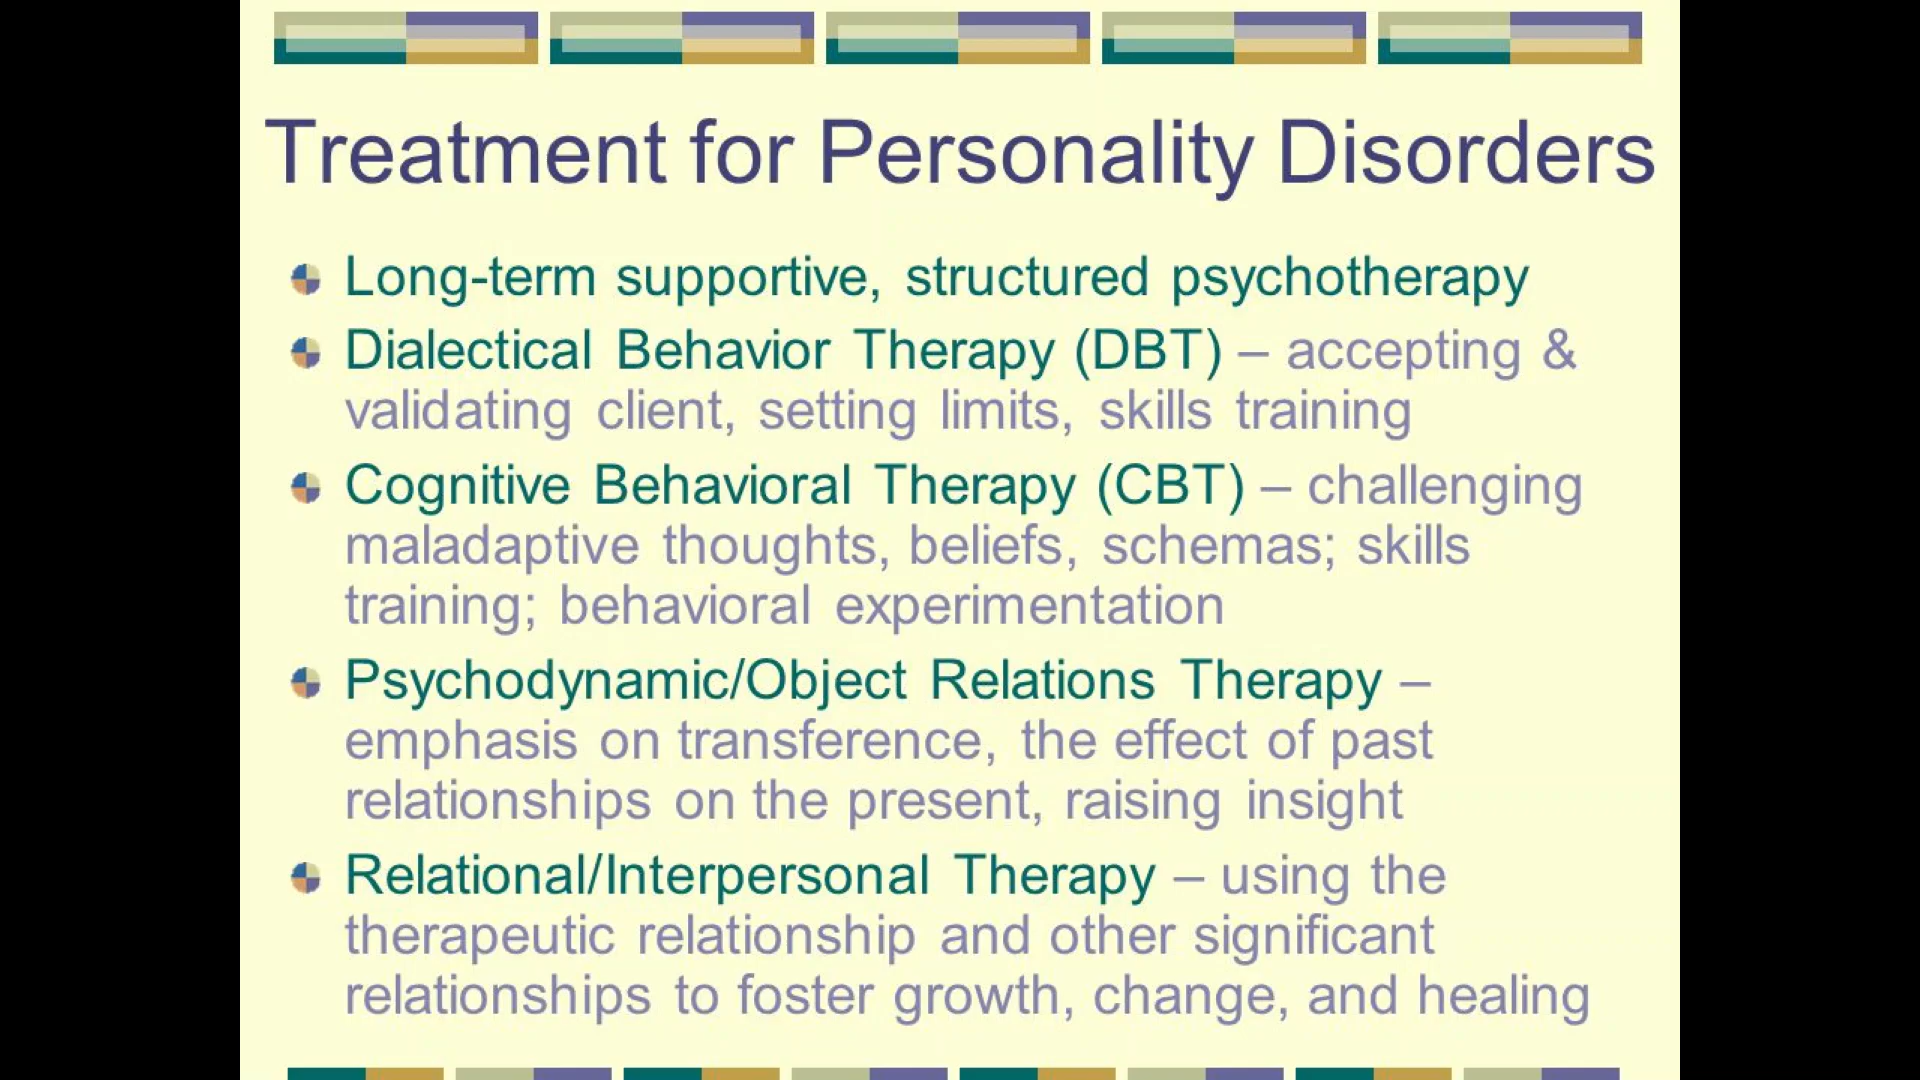 Treatment for Personality Disorders
Long-term supportive, structured psychotherapy
Dialectical Behavior Therapy (DBT) – accepting &
validating client, setting limits, skills training
Cognitive Behavioral Therapy (CBT) – challenging
maladaptive thoughts, beliefs, schemas; skills
training; behavioral experimentation
Psychodynamic/Object Relations Therapy –
emphasis on transference, the effect of past
relationships on the present, raising insight
Relational/Interpersonal Therapy – using the
therapeutic relationship and other significant
relationships to foster growth, change, and healing